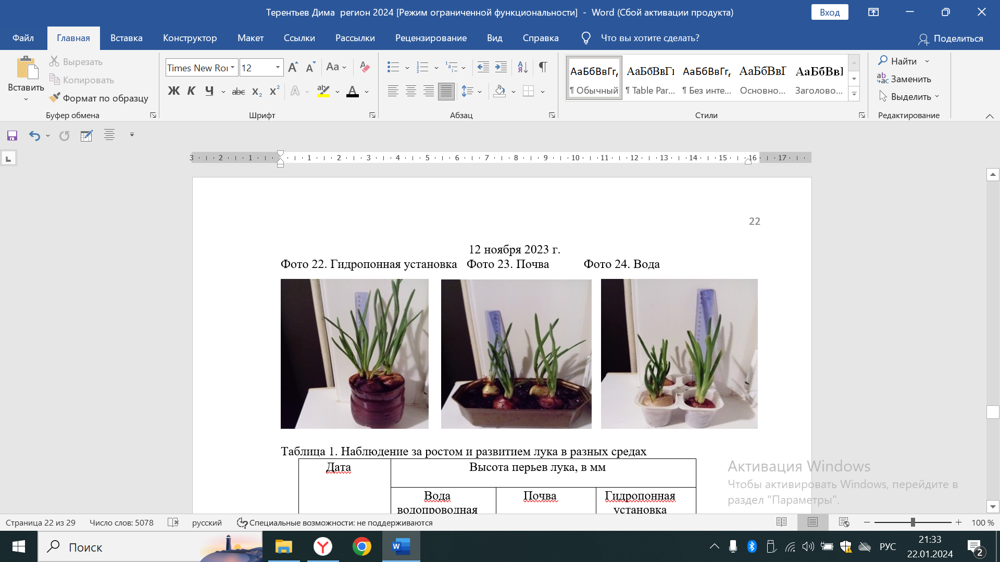 Терентьев Дима регион 2024 [Режим ограниченной функциональности] - Word (Сбой активации продукта)
Вход
Файл Главная Вставка Конструктор Макет Ссылки Рассылки Рецензирование Вид Справка Что вы хотите сделать? Поделиться
Вставить
Вырезать
Копировать
Формат по образцу
Буфер обмена
Times New Roı 12
Ж К Ч abc X₂ X²
Шрифт
Абзац
АаБбВвГг, АаБбВвГı АаБбВвГг, АаБбВвГ АаБбВвІ
¶ Обычный ¶ Table Par... ¶ Без инте... Основно... Заголово...
Стили
Найти
Заменить
Выделить
Редактирование
3 2 1 1 2 3 4 5 6 7 8 9 10 11 12 13 14 15 16 17
22
12 ноября 2023 г.
Фото 22. Гидропонная установка Фото 23. Почва Фото 24. Вода
Таблица 1. Наблюдение за ростом и развитием лука в разных средах
Дата Высота перьев лука, в мм
Вода водопроводная Почва Гидропонная установка
Активация Windows
Чтобы активировать Windows, перейдите в
раздел "Параметры".
Страница 22 из 29 Число слов: 5078 русский Специальные возможности: не поддерживаются 100 %
Поиск
РУС
21:33
22.01.2024
2